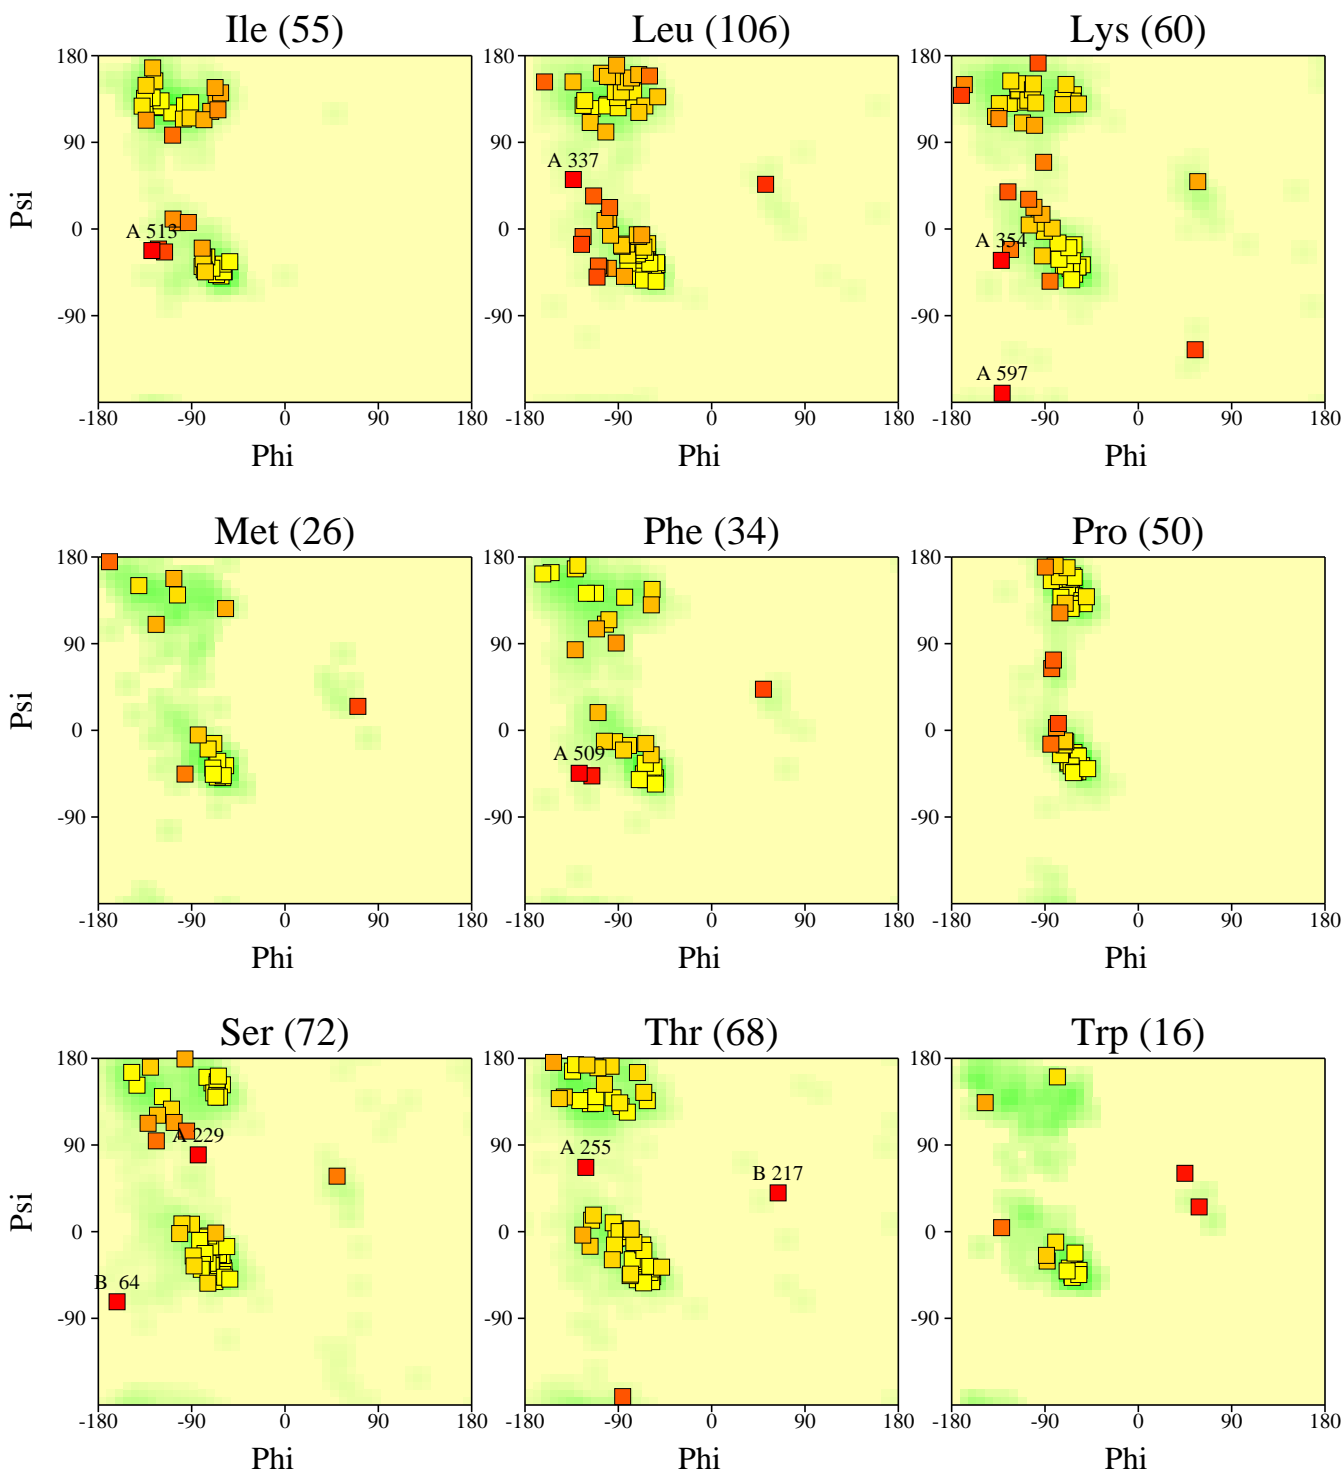 Ile (55)
Leu (106)
Lys (60)
180
90
0
-90
Psi
A 513
-180
-90
0
90
180
Phi
180
90
0
-90
A 337
-180
-90
0
90
180
Phi
180
90
0
-90
A 354
A 597
-180
-90
0
90
180
Phi
Met (26)
Phe (34)
Pro (50)
180
90
0
-90
Psi
-180
-90
0
90
180
Phi
180
90
0
-90
A 509
-180
-90
0
90
180
Phi
180
90
0
-90
-180
-90
0
90
180
Phi
Ser (72)
Thr (68)
Trp (16)
180
90
0
-90
Psi
A 229
B 64
-180
-90
0
90
180
Phi
180
90
0
-90
A 255
B 217
-180
-90
0
90
180
Phi
180
90
0
-90
-180
-90
0
90
180
Phi